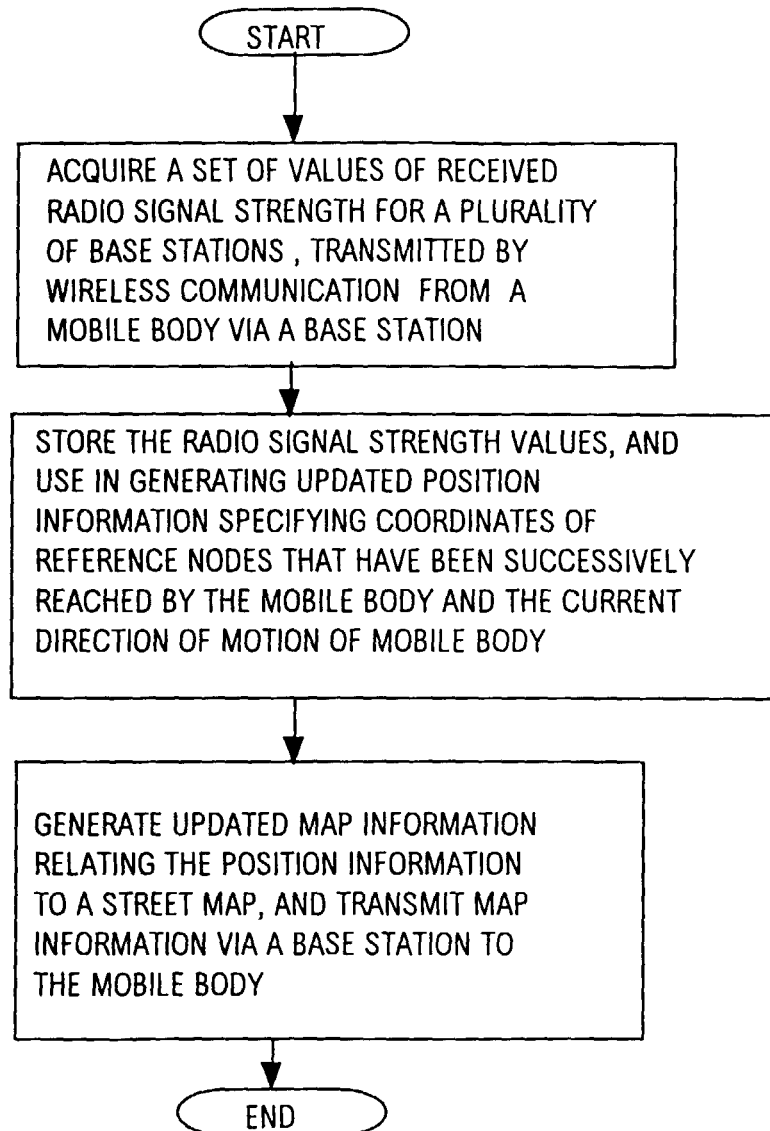 START
ACQUIRE A SET OF VALUES OF RECEIVED
RADIO SIGNAL STRENGTH FOR A PLURALITY
OF BASE STATIONS , TRANSMITTED BY
WIRELESS COMMUNICATION FROM A
MOBILE BODY VIA A BASE STATION
STORE THE RADIO SIGNAL STRENGTH VALUES, AND
USE IN GENERATING UPDATED POSITION
INFORMATION SPECIFYING COORDINATES OF
REFERENCE NODES THAT HAVE BEEN SUCCESSIVELY
REACHED BY THE MOBILE BODY AND THE CURRENT
DIRECTION OF MOTION OF MOBILE BODY
GENERATE UPDATED MAP INFORMATION
RELATING THE POSITION INFORMATION
TO A STREET MAP, AND TRANSMIT MAP
INFORMATION VIA A BASE STATION TO
THE MOBILE BODY
END